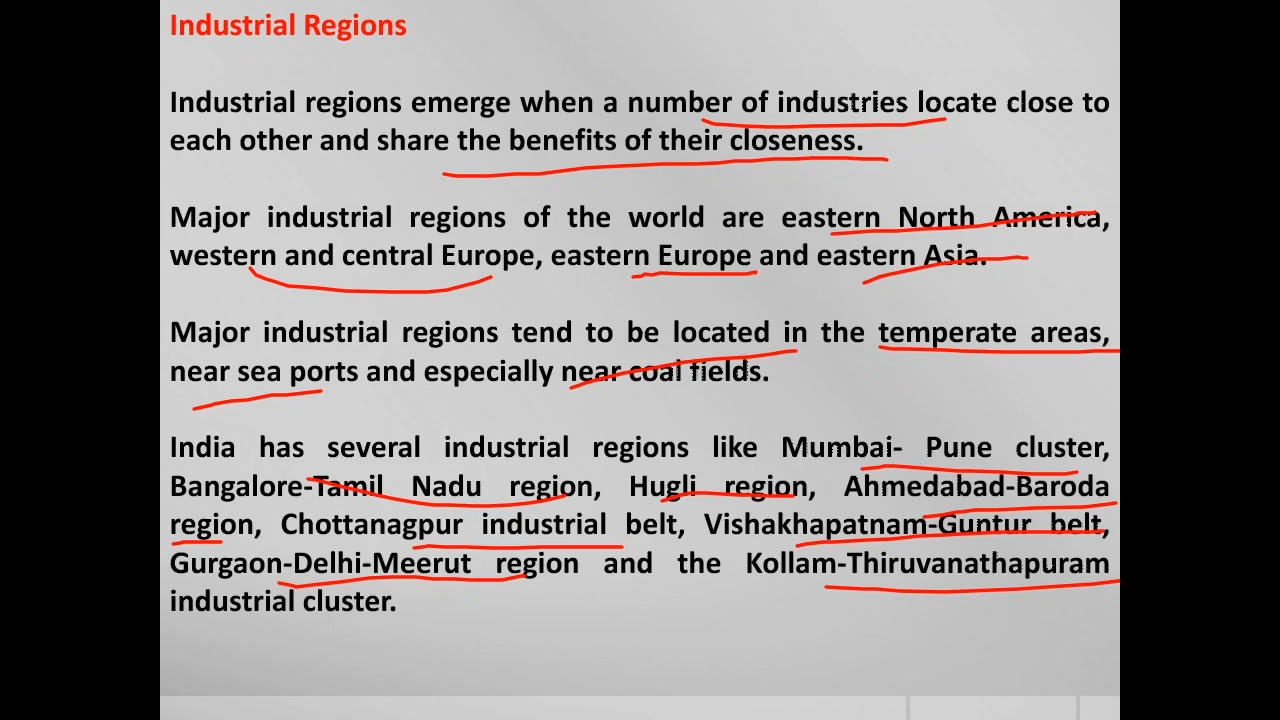 Industrial Regions
Industrial regions emerge when a number of industries locate close to
each other and share the benefits of their closeness.
Major industrial regions of the world are eastern North America,
western and central Europe, eastern Europe and eastern Asia.
Major industrial regions tend to be located in the temperate areas,
near sea ports and especially near coal fields.
India has several industrial regions like Mumbai- Pune cluster,
Bangalore-Tamil Nadu region, Hugli region, Ahmedabad-Baroda
region, Chottanagpur industrial belt, Vishakhapatnam-Guntur belt,
Gurgaon-Delhi-Meerut region and the Kollam-Thiruvanathapuram
industrial cluster.